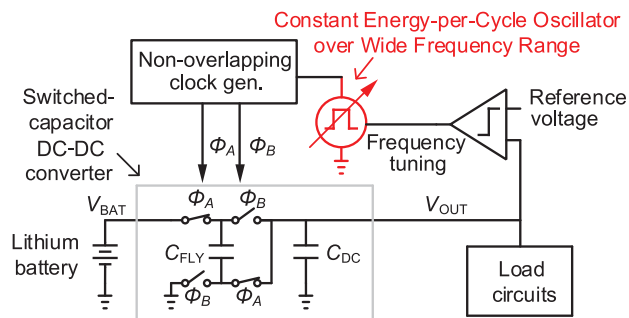 Constant Energy-per-Cycle Oscillator
over Wide Frequency Range
Non-overlapping
clock gen.
Switched-
capacitor
DC-DC
converter
ΦA ΦB
Frequency
tuning
Reference
voltage
VBAT
ΦA
ΦB
VOUT
Lithium
battery
CFLY
CDC
ΦB
ΦA
Load
circuits